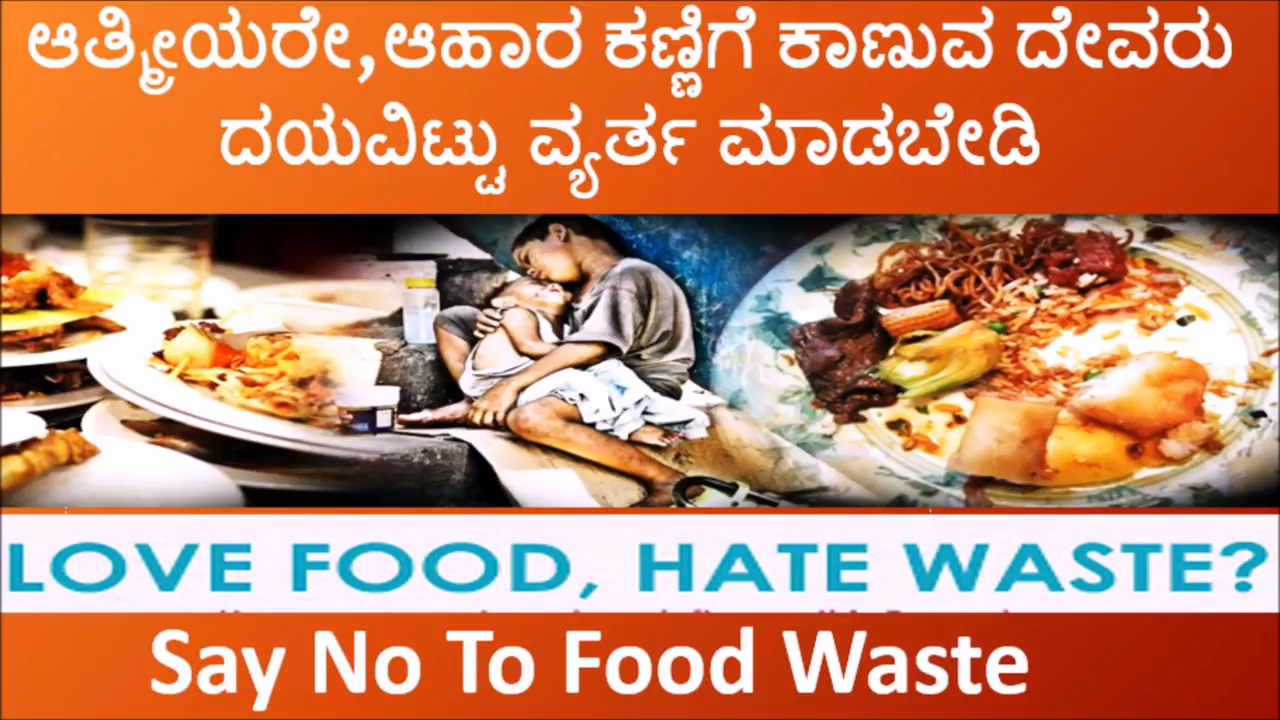 ಆತ್ಮೀಯರೇ,ಆಹಾರ ಕಣ್ಣಿಗೆ ಕಾಣುವ ದೇವರು
ದಯವಿಟ್ಟು ವ್ಯರ್ತ ಮಾಡಬೇಡಿ
LOVE FOOD, HATE WASTE?
Say No To Food Waste